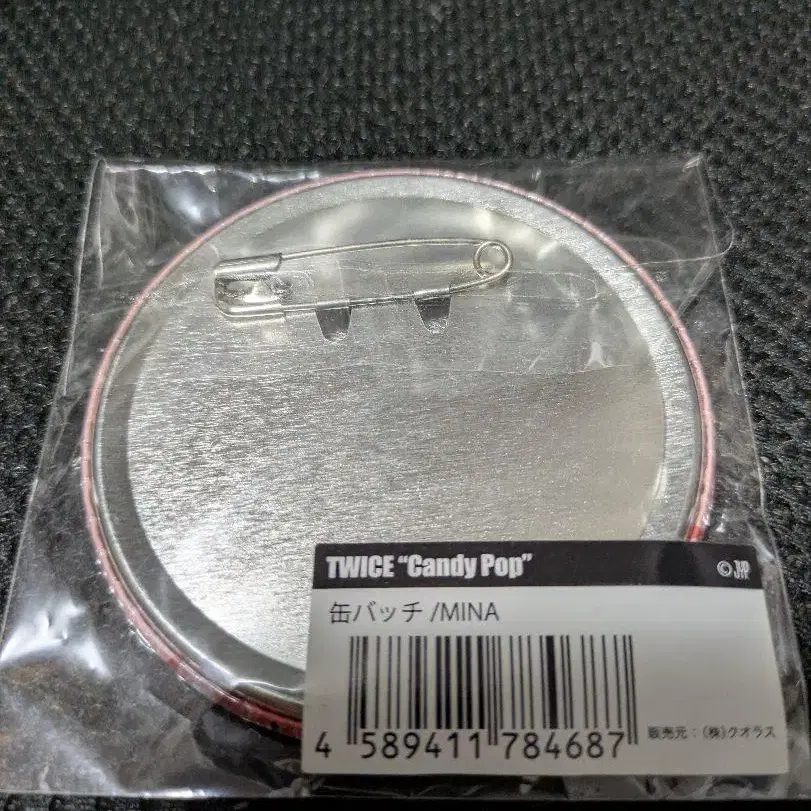 TWICE “Candy Pop”
©JYP
缶バッチ /MINA
4 589411 784687
販売元：(株)クオラス